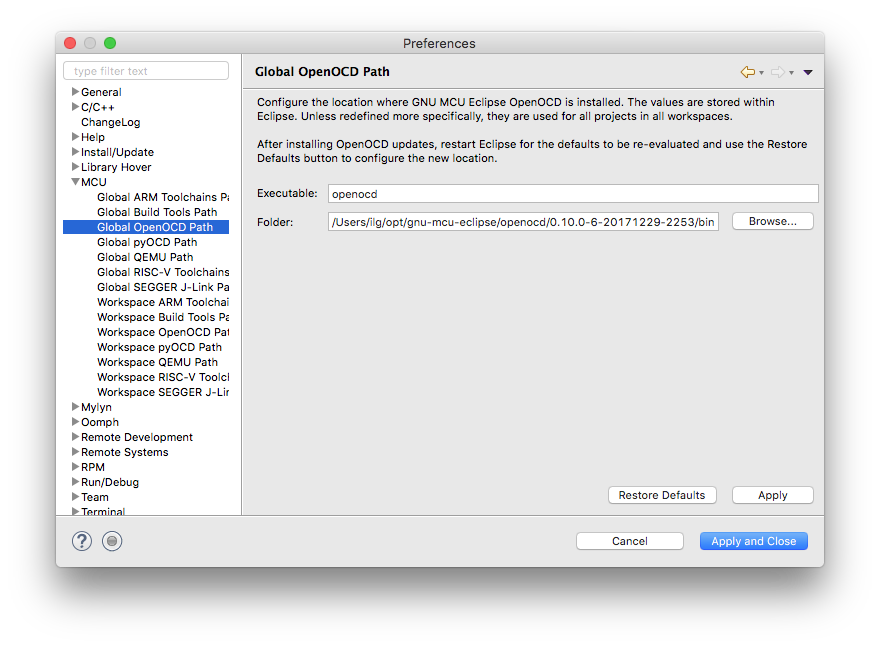 Preferences
type filter text
General
C/C++
ChangeLog
Help
Install/Update
Library Hover
MCU
Global ARM Toolchains Pa
Global Build Tools Path
Global OpenOCD Path
Global pyOCD Path
Global QEMU Path
Global RISC-V Toolchains
Global SEGGER J-Link Pa
Workspace ARM Toolchai
Workspace Build Tools Pa
Workspace OpenOCD Pat
Workspace pyOCD Path
Workspace QEMU Path
Workspace RISC-V Toolcl
Workspace SEGGER J-Lir
Mylyn
Oomph
Remote Development
Remote Systems
RPM
Run/Debug
Team
Terminal
Global OpenOCD Path
Configure the location where GNU MCU Eclipse OpenOCD is installed. The values are stored within
Eclipse. Unless redefined more specifically, they are used for all projects in all workspaces.
After installing OpenOCD updates, restart Eclipse for the defaults to be re-evaluated and use the Restore
Defaults button to configure the new location.
Executable: openocd
Folder: /Users/ilg/opt/gnu-mcu-eclipse/openocd/0.10.0-6-20171229-2253/bin Browse...
Restore Defaults Apply
? Cancel Apply and Close